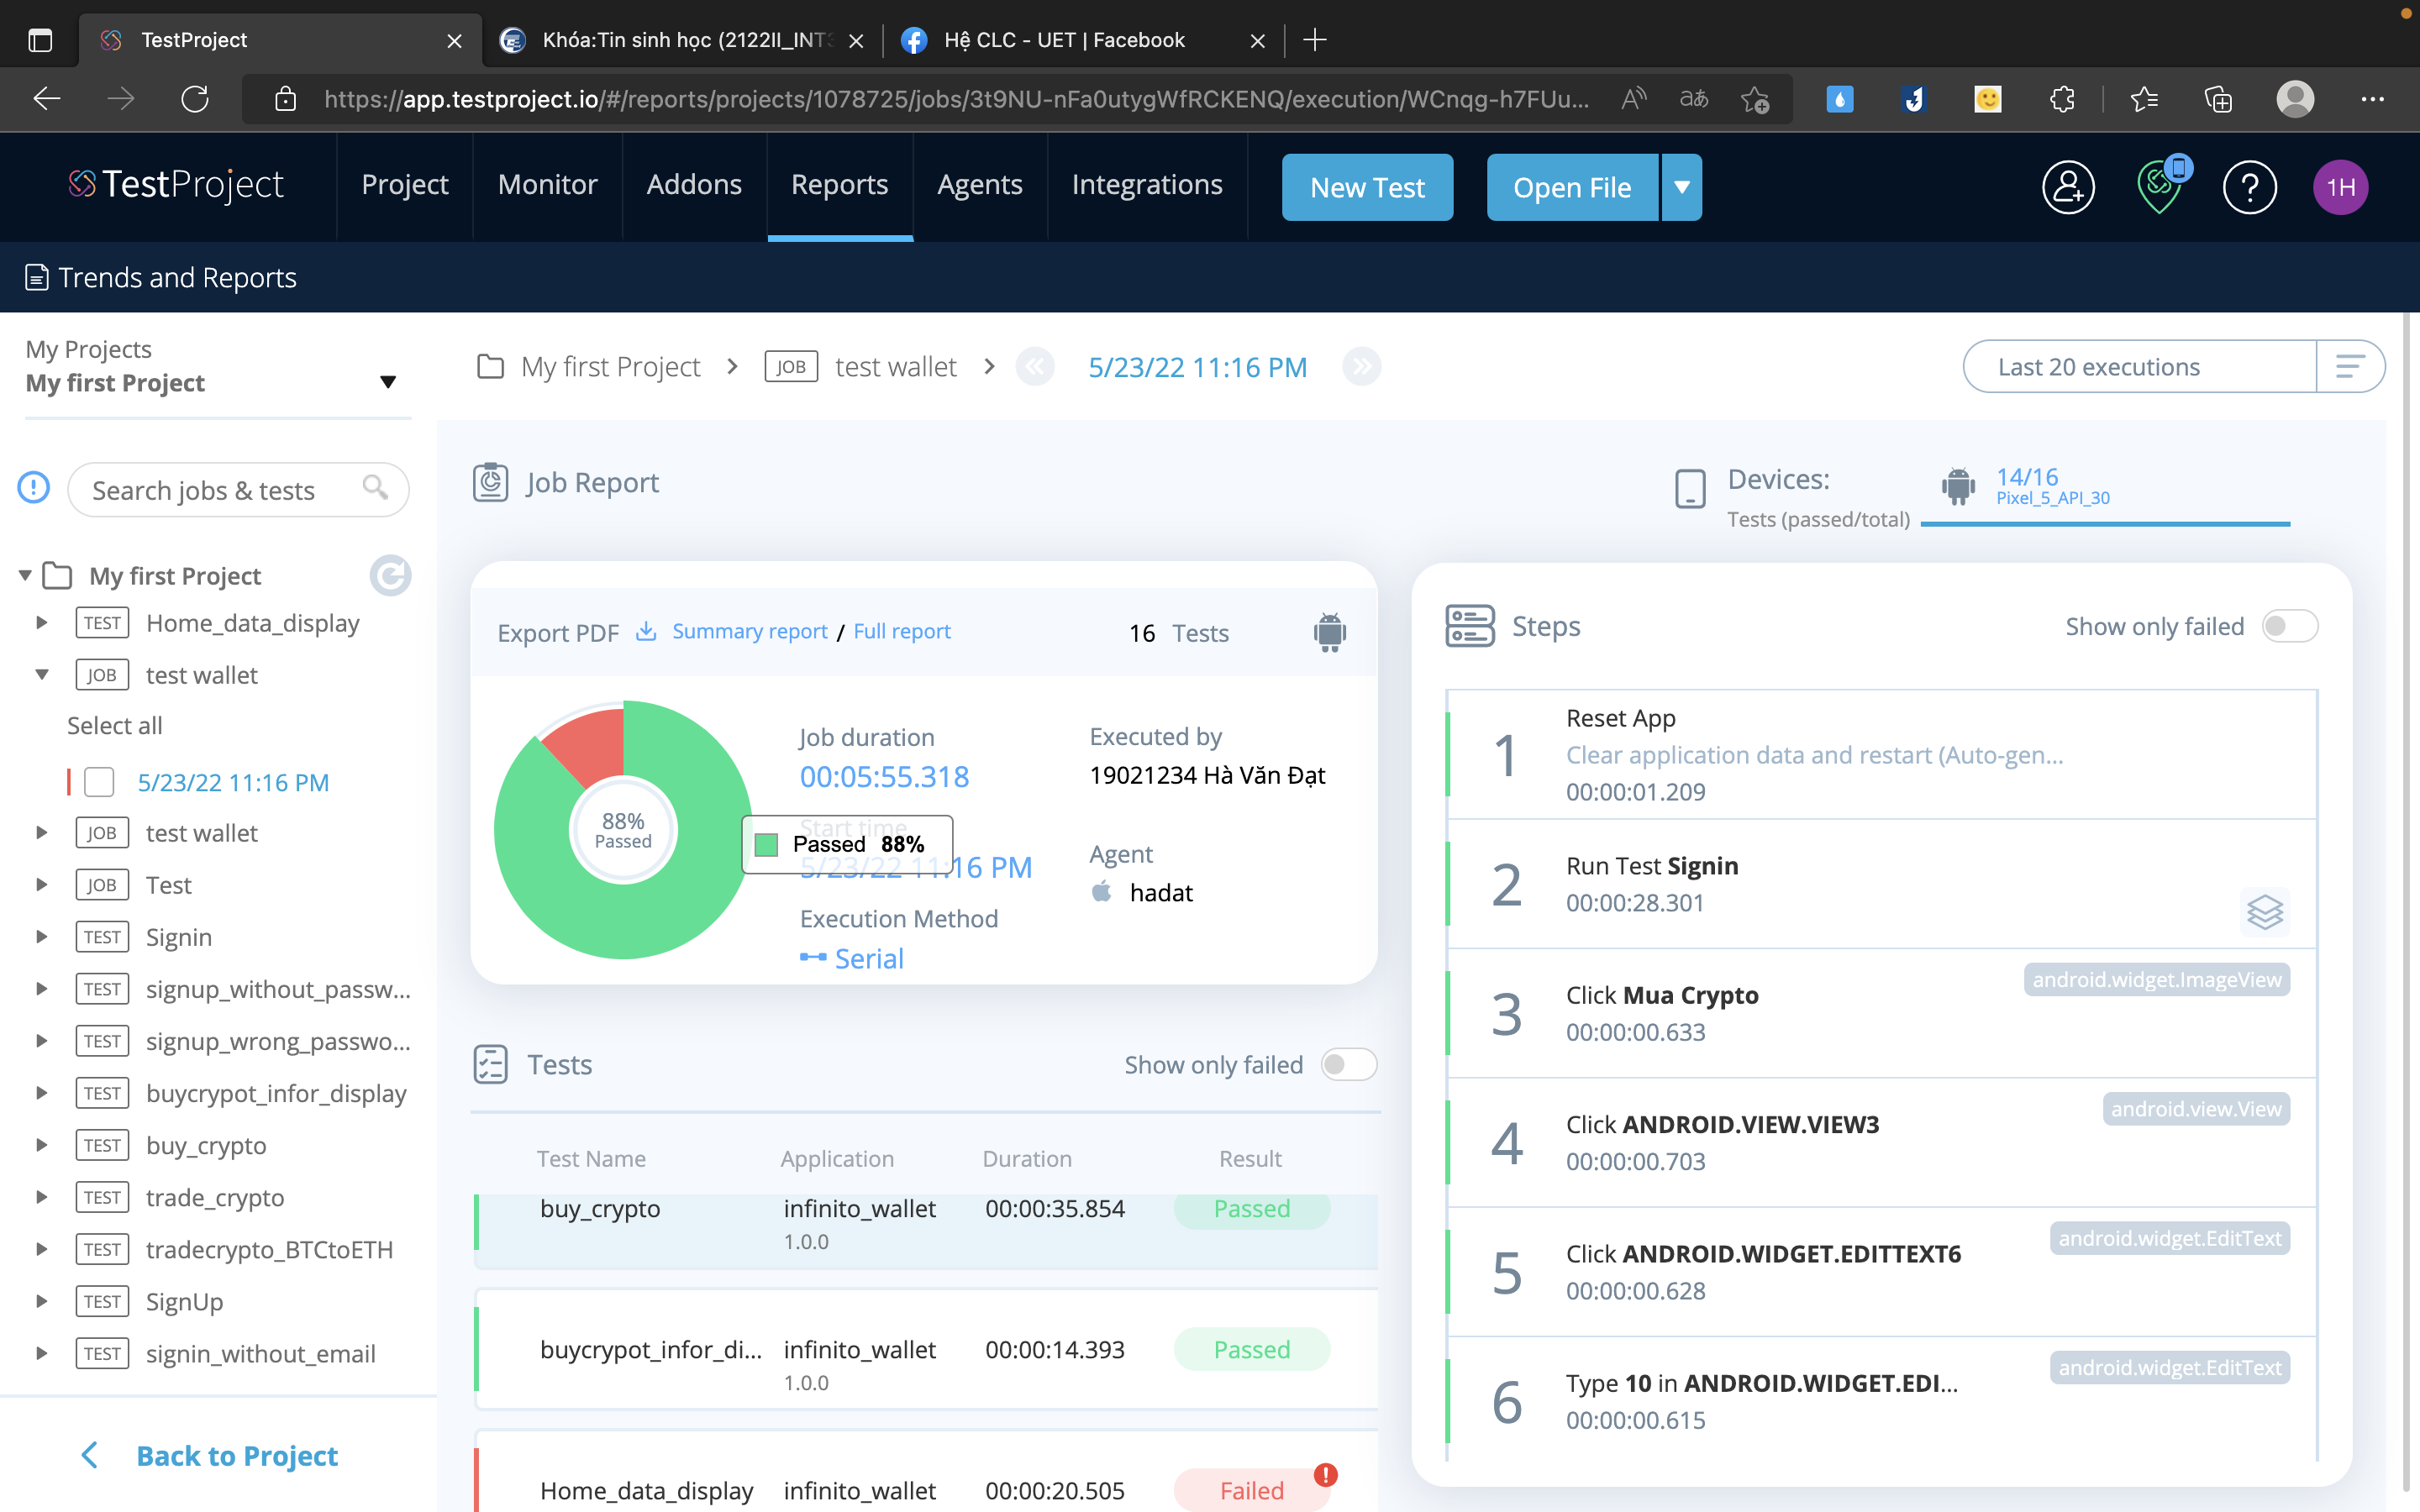 TestProject
Khóa:Tin sinh học (2122II_INT3
Hệ CLC - UET | Facebook
https://app.testproject.io/#/reports/projects/1078725/jobs/3t9NU-nFa0utygWfRCKENQ/execution/WCnqg-h7FUu...
TestProject
Project
Monitor
Addons
Reports
Agents
Integrations
New Test
Open File
1H
Trends and Reports
My Projects
My first Project
My first Project
JOB test wallet
5/23/22 11:16 PM
Last 20 executions
Search jobs & tests
My first Project
TEST Home_data_display
JOB test wallet
Select all
5/23/22 11:16 PM
JOB test wallet
JOB Test
TEST Signin
TEST signup_without_passw...
TEST signup_wrong_passwo...
TEST buycrypot_infor_display
TEST buy_crypto
TEST trade_crypto
TEST tradecrypto_BTCtoETH
TEST SignUp
TEST signin_without_email
Back to Project
Job Report
Devices:
Tests (passed/total)
14/16
Pixel_5_API_30
Export PDF Summary report / Full report
16 Tests
88%
Passed
Job duration
00:05:55.318
Start time
5/23/22 11:16 PM
Passed 88%
Execution Method
Serial
Executed by
19021234 Hà Văn Đạt
Agent
hadat
Tests
Show only failed
Test Name Application Duration Result
buy_crypto infinito_wallet 00:00:35.854 Passed
1.0.0
buycrypot_infor_di... infinito_wallet 00:00:14.393 Passed
1.0.0
Home_data_display infinito_wallet 00:00:20.505 Failed
Steps
Show only failed
1
Reset App
Clear application data and restart (Auto-gen...
00:00:01.209
2
Run Test Signin
00:00:28.301
3
Click Mua Crypto
android.widget.ImageView
00:00:00.633
4
Click ANDROID.VIEW.VIEW3
android.view.View
00:00:00.703
5
Click ANDROID.WIDGET.EDITTEXT6
android.widget.EditText
00:00:00.628
6
Type 10 in ANDROID.WIDGET.EDI...
android.widget.EditText
00:00:00.615